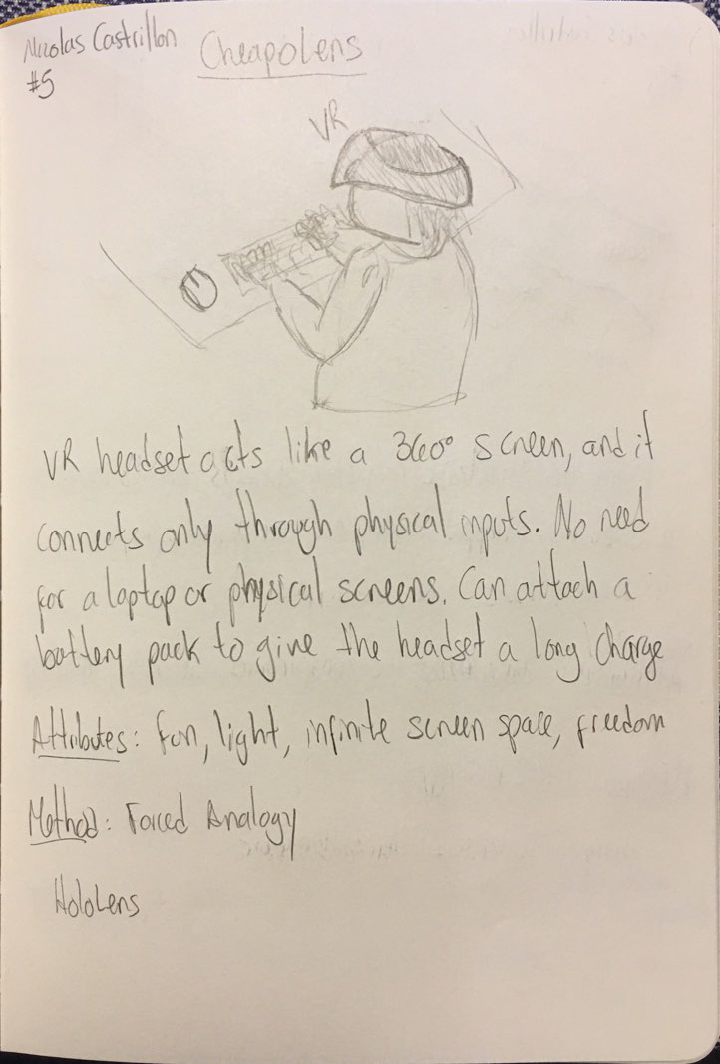 Nicolas Castrillon
#5
Cheapolens
VR
VR headset acts like a 360° screen, and it
connects only through physical inputs. No need
for a laptop or physical screens. Can attach a
battery pack to give the headset a long charge
Attributes: fun, light, infinite screen space, freedom
Method: Forced Analogy
HoloLens